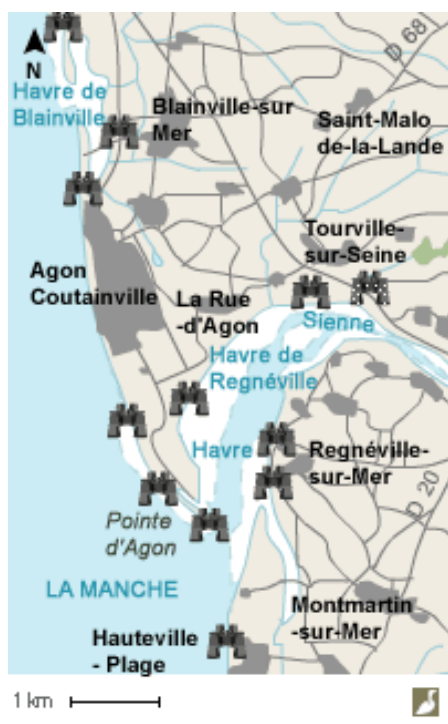 N
D 68
Havre de
Blainville
Blainville-sur
Mer
Saint-Malo
de-la-Lande
Tourville-
sur-Seine
Agon
Coutainville
La Rue
-d'Agon
Sienne
Havre de
Regnéville
Havre
Regnéville-
sur-Mer
D 20
Pointe
d'Agon
LA MANCHE
Montmartin
-sur-Mer
Hauteville
- Plage
1 km